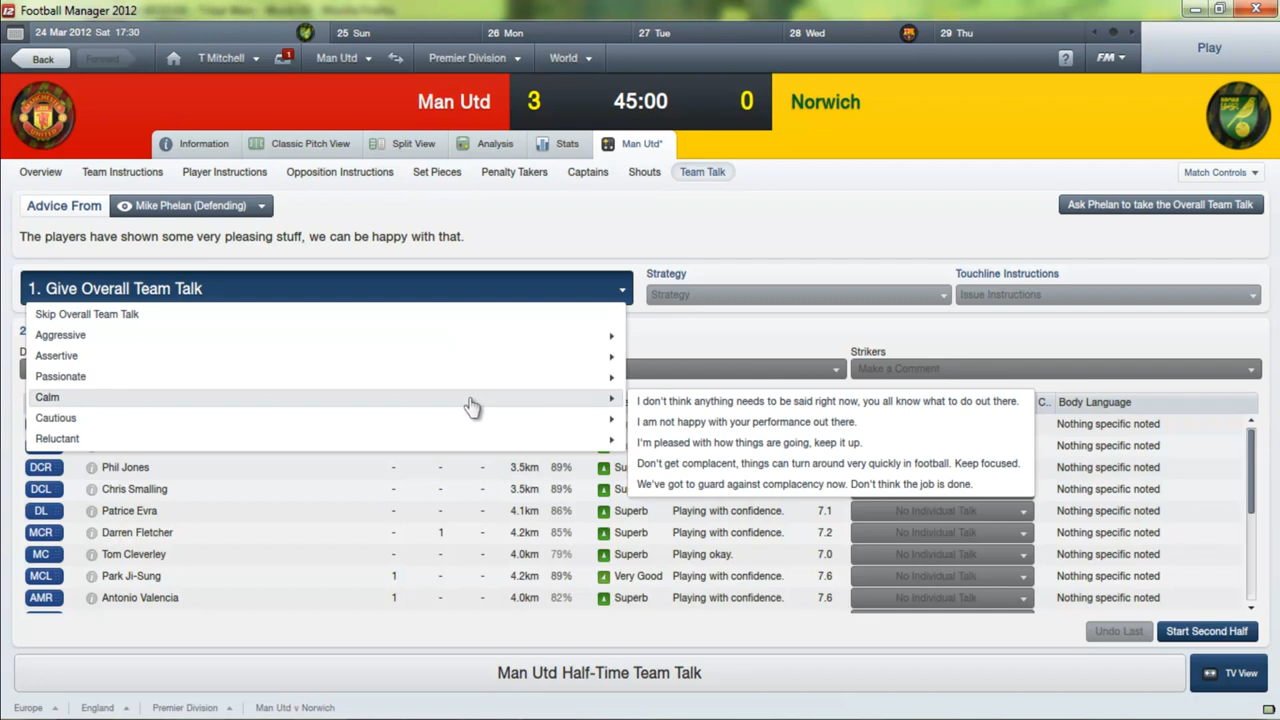 Football Manager 2012
24 Mar 2012 Sat 17:30
25 Sun
26 Mon
27 Tue
28 Wed
29 Thu
Play
Back
Forward
T Mitchell
1
Man Utd
Premier Division
World
?
FM
Man Utd
3
45:00
0
Norwich
Information
Classic Pitch View
Split View
Analysis
Stats
Man Utd*
Overview
Team Instructions
Player Instructions
Opposition Instructions
Set Pieces
Penalty Takers
Captains
Shouts
Team Talk
Match Controls
Advice From
Mike Phelan (Defending)
Ask Phelan to take the Overall Team Talk
The players have shown some very pleasing stuff, we can be happy with that.
1. Give Overall Team Talk
Strategy
Strategy
Touchline Instructions
Issue Instructions
Skip Overall Team Talk
Aggressive
Assertive
Passionate
Calm
Cautious
Reluctant
Strikers
Make a Comment
I don't think anything needs to be said right now, you all know what to do out there.
I am not happy with your performance out there.
I'm pleased with how things are going, keep it up.
Don't get complacent, things can turn around very quickly in football. Keep focused.
We've got to guard against complacency now. Don't think the job is done.
C.. Body Language
Nothing specific noted
Nothing specific noted
DCR Phil Jones - - - 3.5km 89% Su Nothing specific noted
DCL Chris Smalling - - - 3.5km 89% Su Nothing specific noted
DL Patrice Evra - - - 4.1km 86% Superb Playing with confidence. 7.1 No Individual Talk Nothing specific noted
MCR Darren Fletcher - 1 - 4.2km 85% Superb Playing with confidence. 7.2 No Individual Talk Nothing specific noted
MC Tom Cleverley - - - 4.0km 79% Superb Playing okay. 7.0 No Individual Talk Nothing specific noted
MCL Park Ji-Sung 1 - - 4.2km 89% Very Good Playing with confidence. 7.6 No Individual Talk Nothing specific noted
AMR Antonio Valencia 1 - - 4.0km 82% Superb Playing with confidence. 7.6 No Individual Talk Nothing specific noted
Undo Last
Start Second Half
Man Utd Half-Time Team Talk
TV View
Europe
England
Premier Division
Man Utd v Norwich